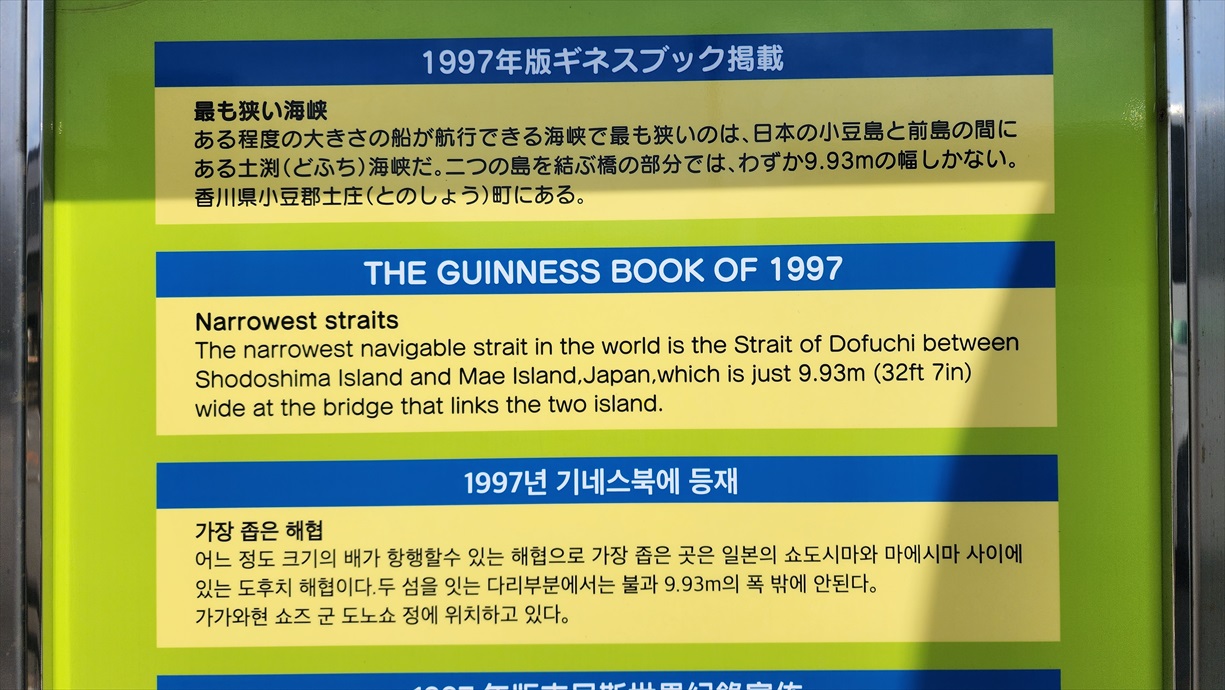 1997年版ギネスブック掲載
最も狭い海峡
ある程度の大きさの船が航行できる海峡で最も狭いのは、日本の小豆島と前島の間に
ある土渕(どふち)海峡だ。二つの島を結ぶ橋の部分では、わずか9.93mの幅しかない。
香川県小豆郡土庄(とのしょう)町にある。
THE GUINNESS BOOK OF 1997
Narrowest straits
The narrowest navigable strait in the world is the Strait of Dofuchi between
Shodoshima Island and Mae Island,Japan,which is just 9.93m (32ft 7in)
wide at the bridge that links the two island.
1997년 기네스북에 등재
가장 좁은 해협
어느 정도 크기의 배가 항행할수 있는 해협으로 가장 좁은 곳은 일본의 쇼도시마와 마에시마 사이에
있는 도후치 해협이다.두 섬을 잇는 다리부분에서는 불과 9.93m의 폭 밖에 안된다。
가가와현 쇼즈 군 도노쇼 정에 위치하고 있다。